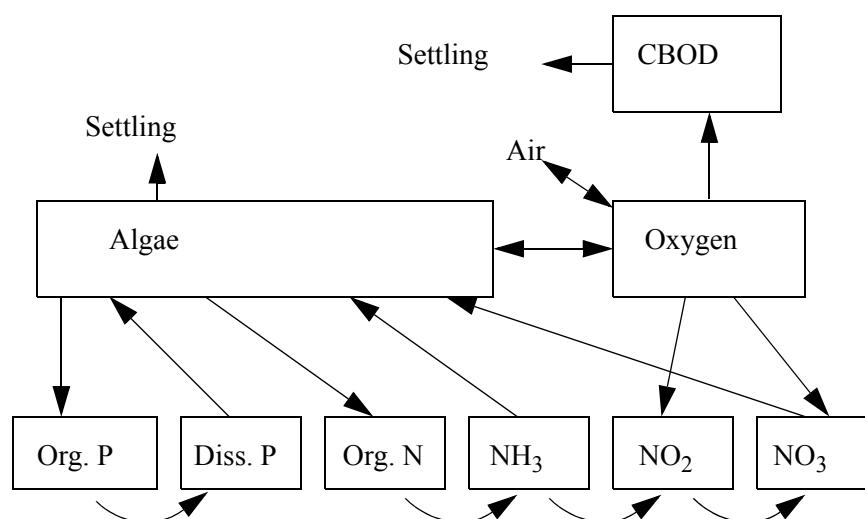 Settling
CBOD
Settling
Air
Algae
Oxygen
Org. P
Diss. P
Org. N
NH3
NO2
NO3